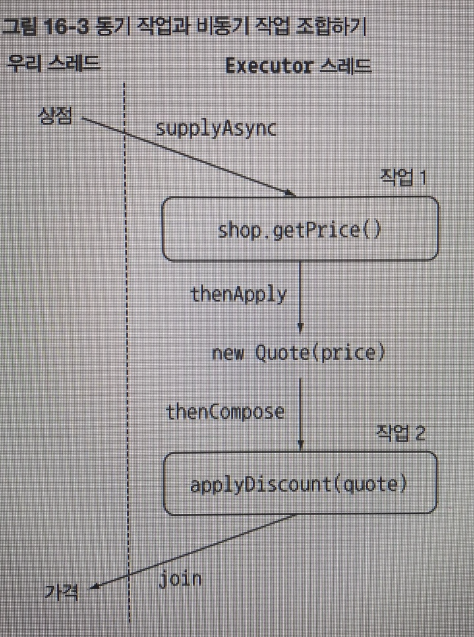 그림 16-3 동기 작업과 비동기 작업 조합하기
우리 스레드
Executor 스레드
상점
supplyAsync
작업 1
shop.getPrice()
thenApply
new Quote(price)
thenCompose
작업 2
applyDiscount(quote)
join
가격